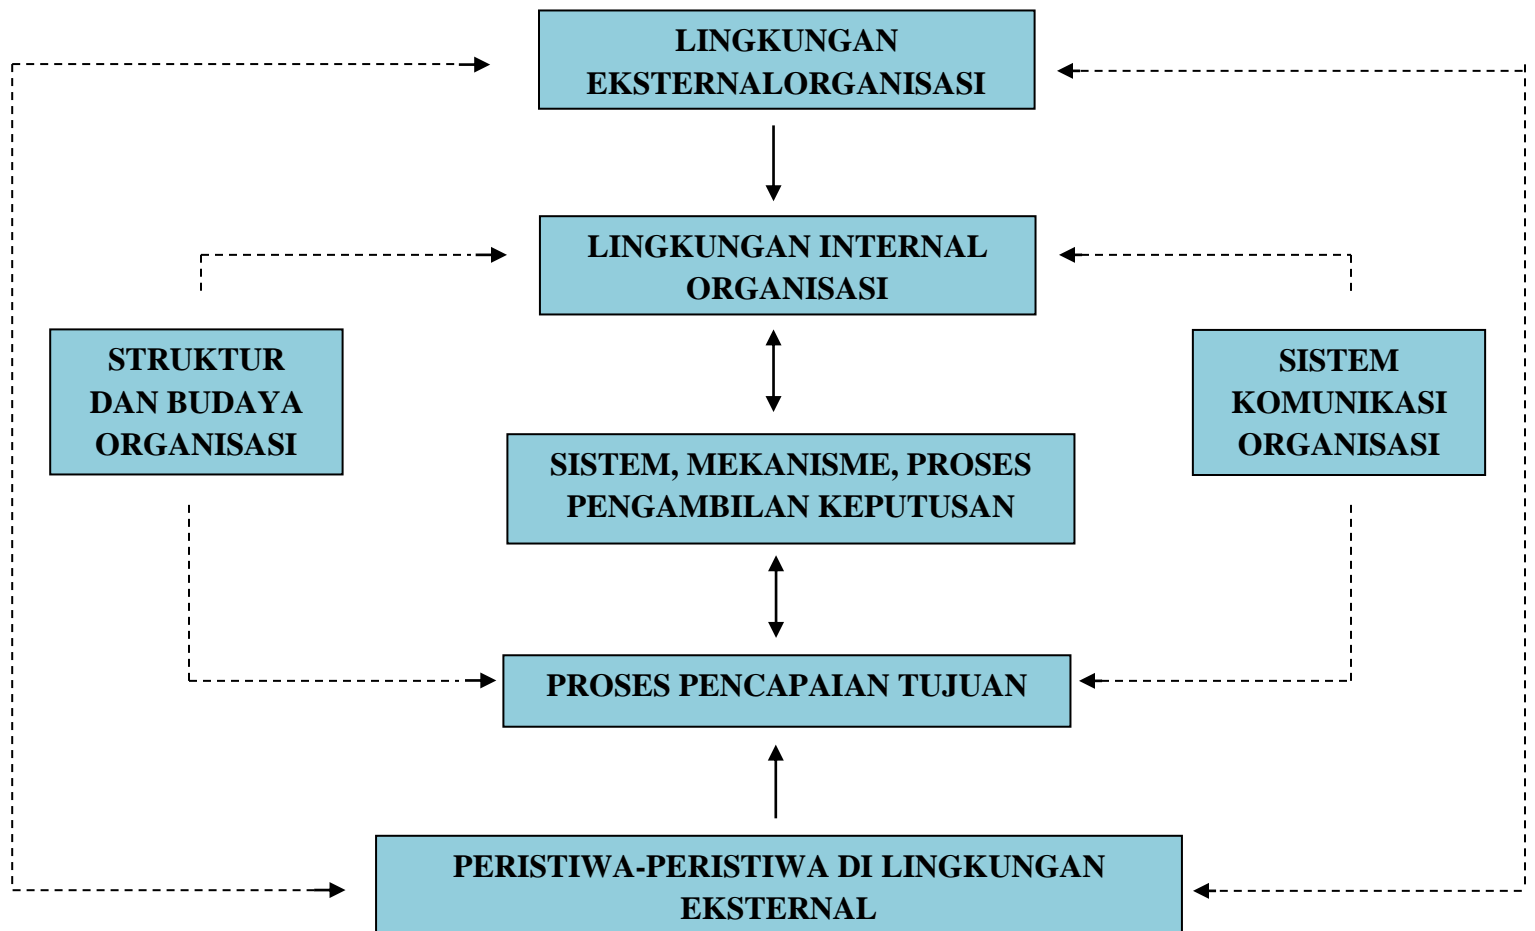 LINGKUNGAN
EKSTERNALORGANISASI
LINGKUNGAN INTERNAL
ORGANISASI
STRUKTUR
DAN BUDAYA
ORGANISASI
SISTEM
KOMUNIKASI
ORGANISASI
SISTEM, MEKANISME, PROSES
PENGAMBILAN KEPUTUSAN
PROSES PENCAPAIAN TUJUAN
PERISTIWA-PERISTIWA DI LINGKUNGAN
EKSTERNAL